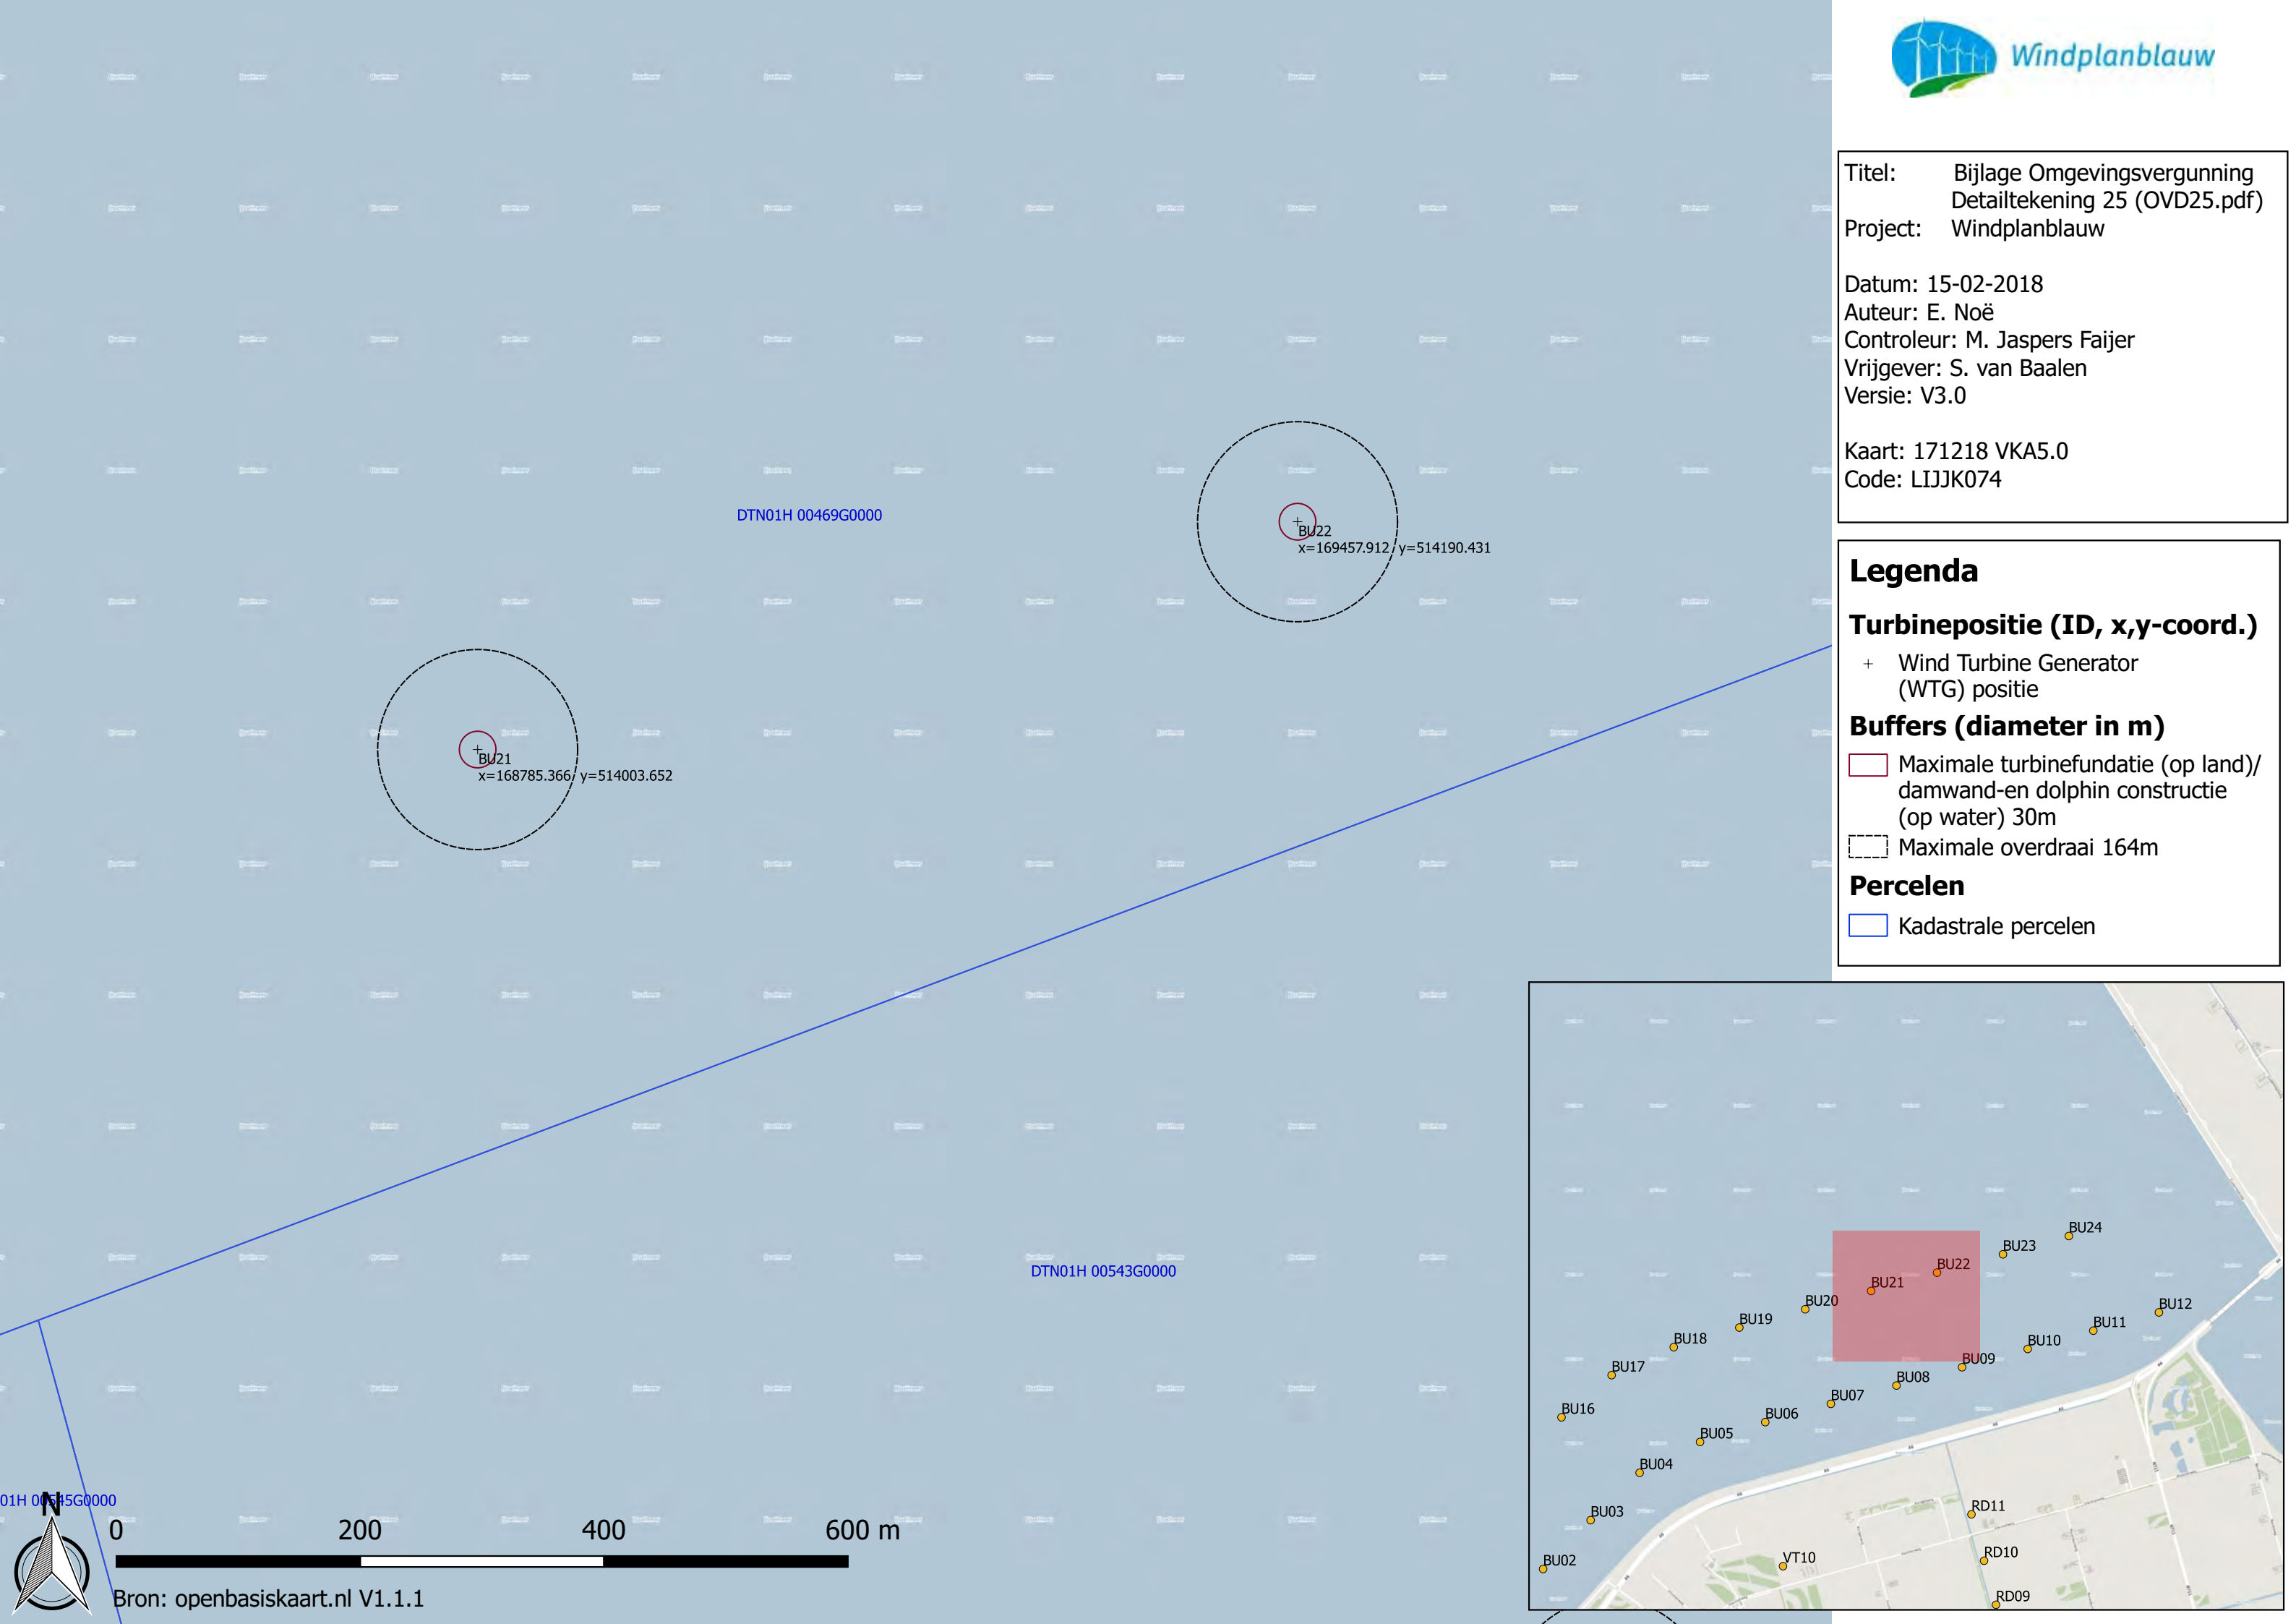 Windplanblauw
Titel: Bijlage Omgevingsvergunning
Detailtekening 25 (OVD25.pdf)
Project: Windplanblauw
Datum: 15-02-2018
Auteur: E. Noë
Controleur: M. Jaspers Faijer
Vrijgever: S. van Baalen
Versie: V3.0
Kaart: 171218 VKA5.0
Code: LIJJK074
Legenda
Turbinepositie (ID, x,y-coord.)
+ Wind Turbine Generator
(WTG) positie
Buffers (diameter in m)
Maximale turbinefundatie (op land)/
damwand-en dolphin constructie
(op water) 30m
Maximale overdraai 164m
Percelen
Kadastrale percelen
DTN01H 00469G0000
BU22
x=169457.912, y=514190.431
BU21
x=168785.366, y=514003.652
DTN01H 00543G0000
01H 00545G0000
N
0 200 400 600 m
Bron: openbasiskaart.nl V1.1.1
BU24
BU23
BU22
BU21
BU20
BU19
BU18
BU17
BU16
BU12
BU11
BU10
BU09
BU08
BU07
BU06
BU05
BU04
BU03
BU02
RD11
RD10
RD09
VT10